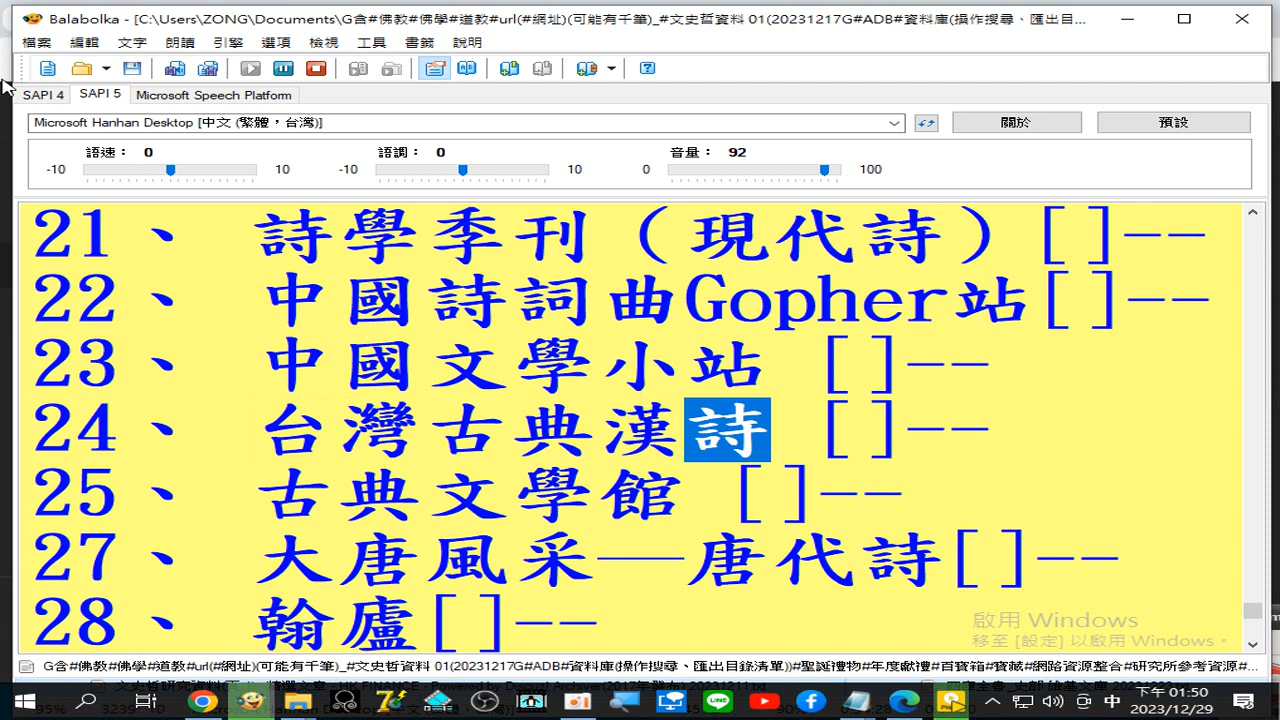 Balabolka - [C:\Users\ZONG\Documents\G含#佛教#佛學#道教#url(#網址)(可能有千筆)_#文史哲資料 01(20231217G#ADB#資料庫(操作搜尋、匯出目...
檔案 編輯 文字 朗讀 引擎 選項 檢視 工具 書籤 說明
SAPI 4 SAPI 5 Microsoft Speech Platform
Microsoft Hanhan Desktop [中文 (繁體，台灣)] 關於 預設
語速： 0 語調： 0 音量： 92
-10 10 -10 10 0 100
21、 詩學季刊（現代詩）[]--
22、 中國詩詞曲Gopher站[]--
23、 中國文學小站 []--
24、 台灣古典漢詩 []--
25、 古典文學館 []--
27、 大唐風采──唐代詩[]--
28、 翰廬[]--
啟用 Windows
移至 [設定] 以啟用 Windows。
G含#佛教#佛學#道教#url(#網址)(可能有千筆)_#文史哲資料 01(20231217G#ADB#資料庫(操作搜尋、匯出目錄清單))#聖誕禮物#年度獻禮#百寶箱#寶藏#網路資源整合#研究所參考資源#...
下午 01:50
中
2023/12/29